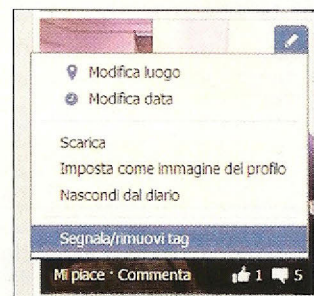 Modifica luogo
Modifica data
Scarica
Imposta come immagine del profilo
Nascondi dal diario
Segnala/rimuovi tag
Mi piace · Commenta 1 5